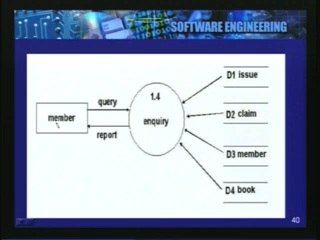 SOFTWARE ENGINEERING
D1 issue
query
1.4
member
enquiry
D2 claim
report
D3 member
D4 book
40